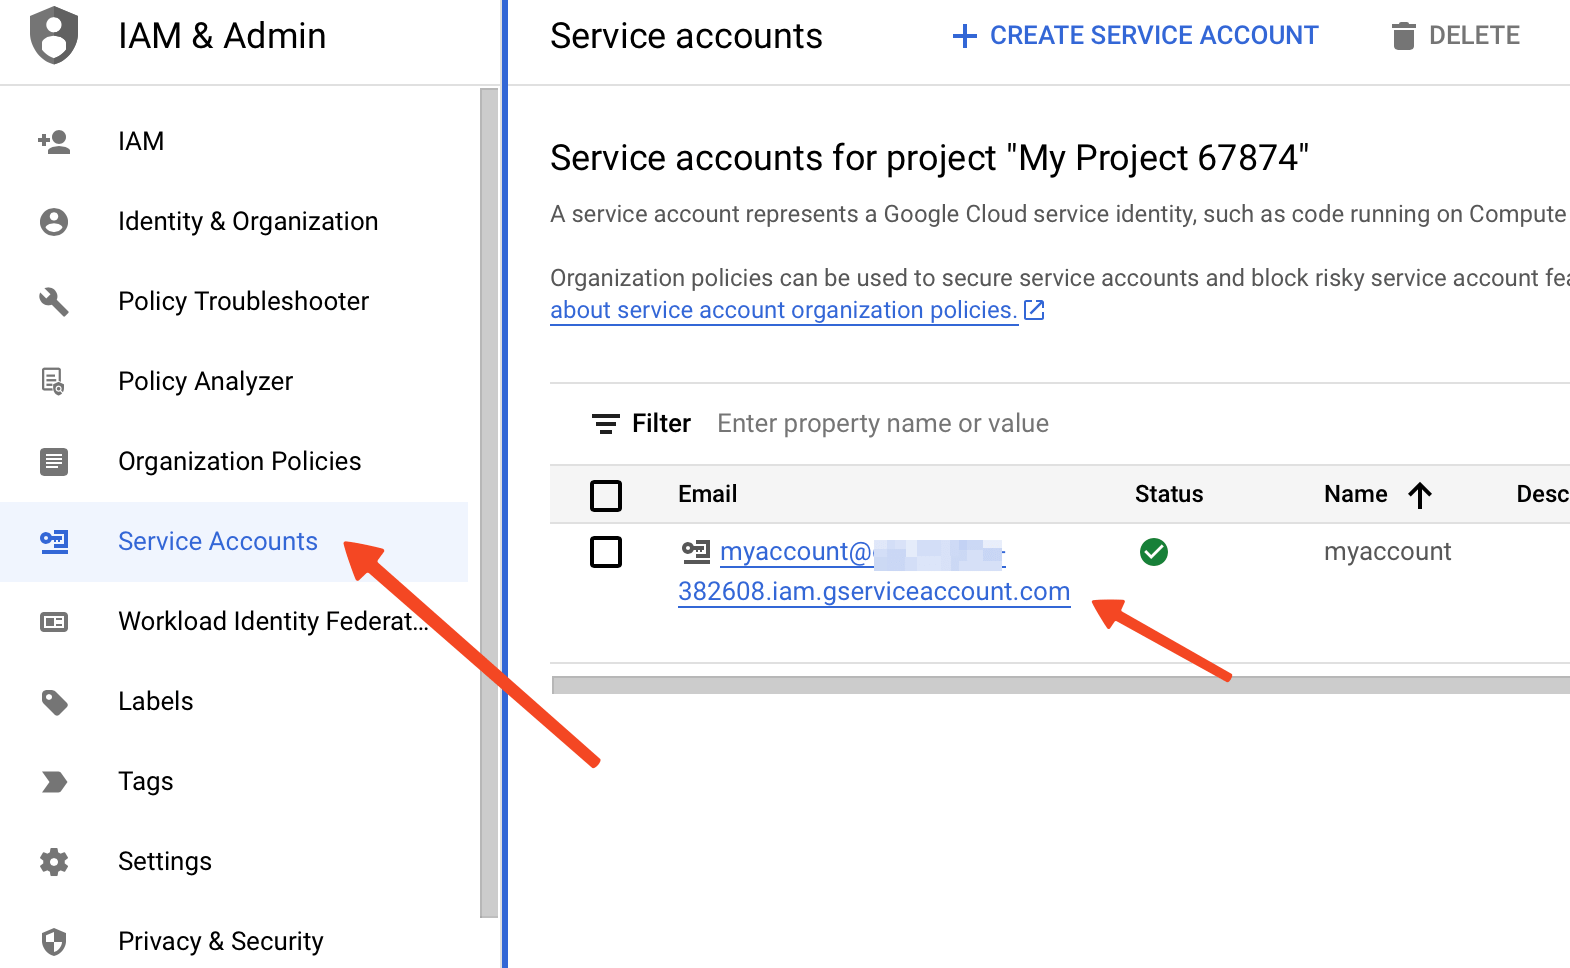 IAM & Admin
IAM
Identity & Organization
Policy Troubleshooter
Policy Analyzer
Organization Policies
Service Accounts
Workload Identity Federat...
Labels
Tags
Settings
Privacy & Security
Service accounts
CREATE SERVICE ACCOUNT
DELETE
Service accounts for project "My Project 67874"
A service account represents a Google Cloud service identity, such as code running on Compute
Organization policies can be used to secure service accounts and block risky service account
about service account organization policies.
Filter Enter property name or value
Email Status Name Desc
myaccount@ myaccount
382608.iam.gserviceaccount.com